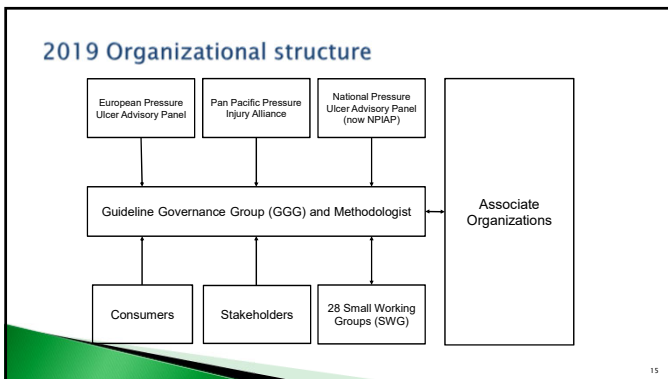 2019 Organizational structure
European Pressure
Ulcer Advisory Panel
Pan Pacific Pressure
Injury Alliance
National Pressure
Ulcer Advisory Panel
(now NPIAP)
Guideline Governance Group (GGG) and Methodologist
Associate
Organizations
Consumers
Stakeholders
28 Small Working
Groups (SWG)
15